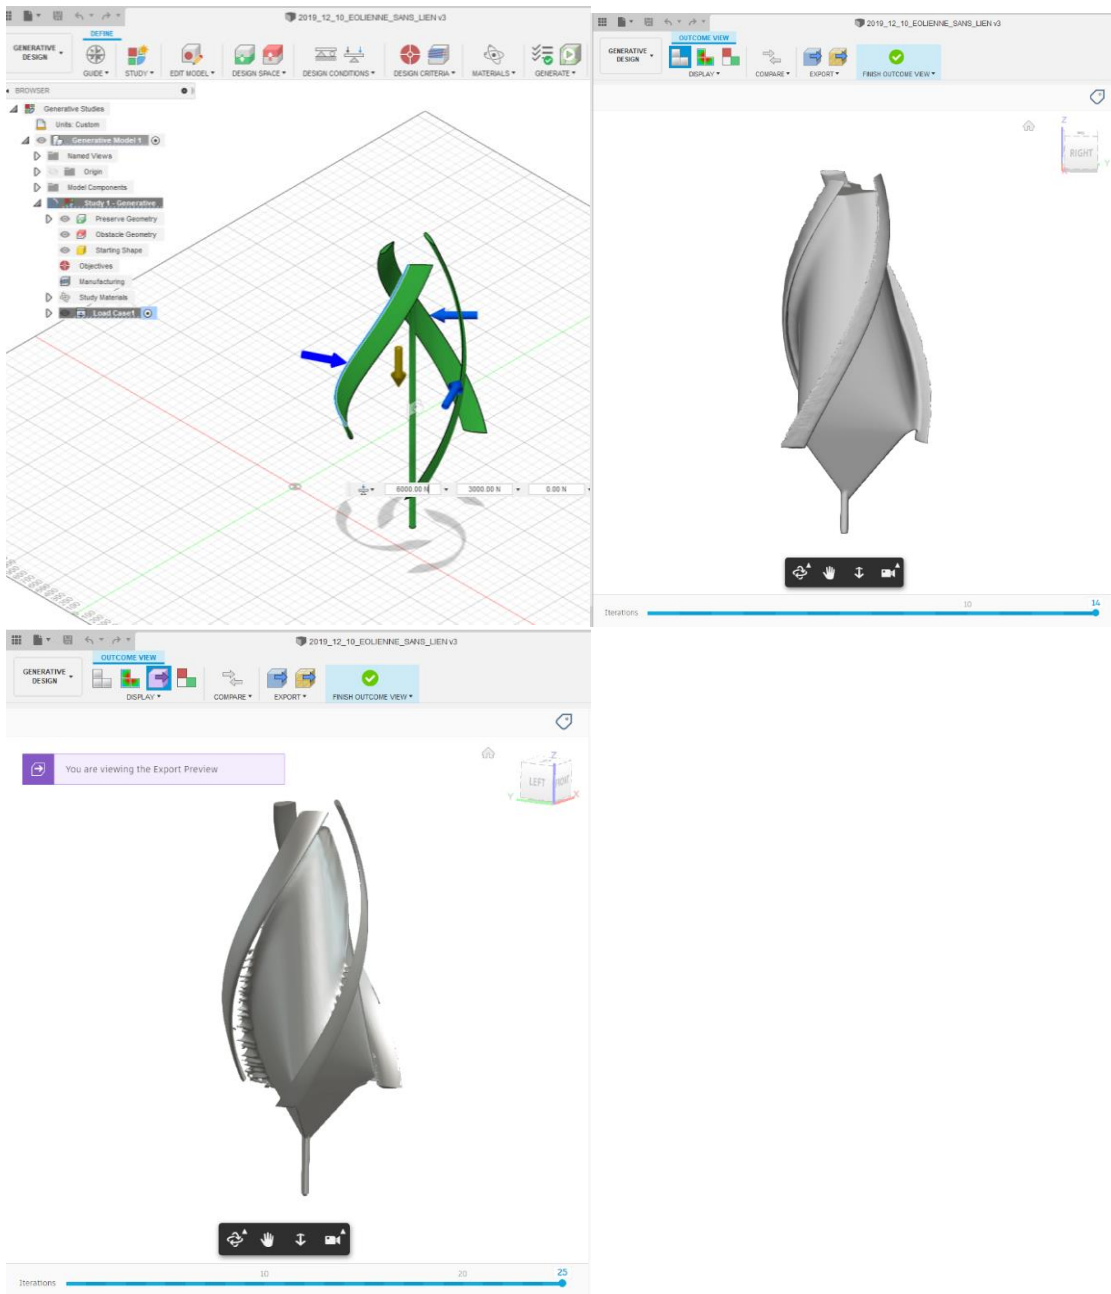 2019_12_10_EOLIENNE_SANS_LIEN v3
DEFINE
GENERATIVE
DESIGN
GUIDE
STUDY
EDIT MODEL
DESIGN SPACE
DESIGN CONDITIONS
DESIGN CRITERIA
MATERIALS
GENERATE
BROWSER
Generative Studies
Units: Custom
Generative Model 1
Named Views
Origin
Model Components
Study 1 - Generative
Preserve Geometry
Obstacle Geometry
Starting Shape
Objectives
Manufacturing
Study Materials
Load Case1
6000.00 N
3000.00 N
0.00 N
2019_12_10_EOLIENNE_SANS_LIEN v3
OUTCOME VIEW
GENERATIVE
DESIGN
DISPLAY
COMPARE
EXPORT
FINISH OUTCOME VIEW
Z
RIGHT
Y
Iterations
10
14
2019_12_10_EOLIENNE_SANS_LIEN v3
OUTCOME VIEW
GENERATIVE
DESIGN
DISPLAY
COMPARE
EXPORT
FINISH OUTCOME VIEW
You are viewing the Export Preview
Z
LEFT
Y
X
Iterations
10
20
25